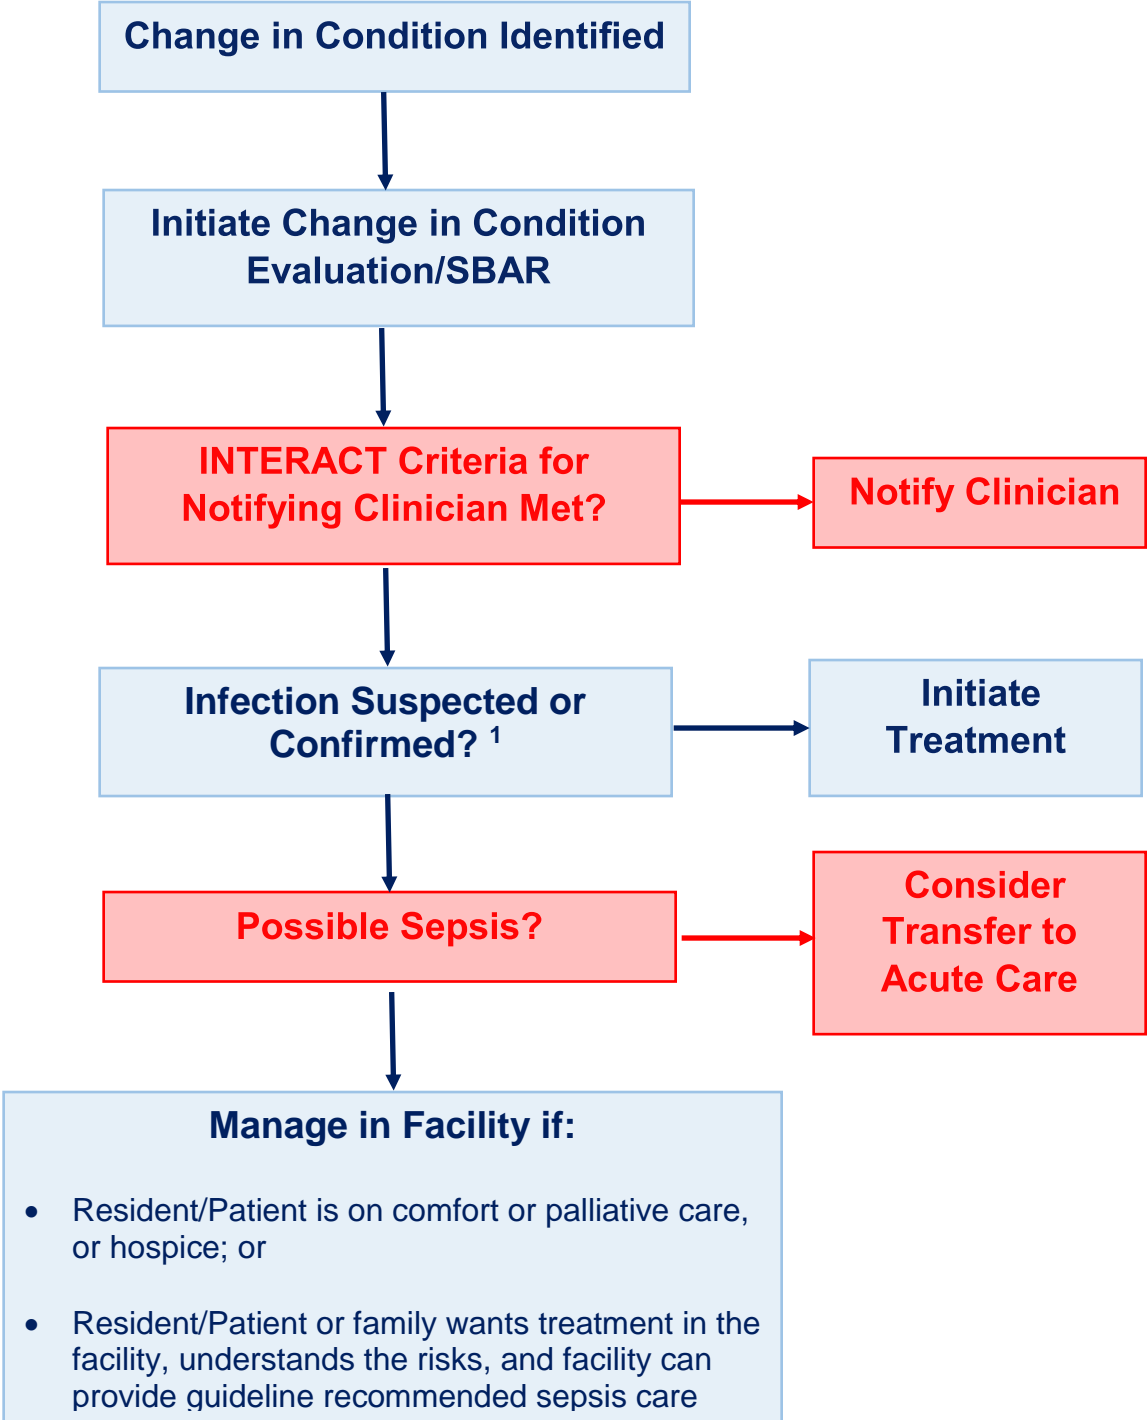 Change in Condition Identified
Initiate Change in Condition
Evaluation/SBAR
INTERACT Criteria for
Notifying Clinician Met?
Notify Clinician
Infection Suspected or
Confirmed? 1
Initiate
Treatment
Possible Sepsis?
Consider
Transfer to
Acute Care
Manage in Facility if:
• Resident/Patient is on comfort or palliative care,
or hospice; or
• Resident/Patient or family wants treatment in the
facility, understands the risks, and facility can
provide guideline recommended sepsis care